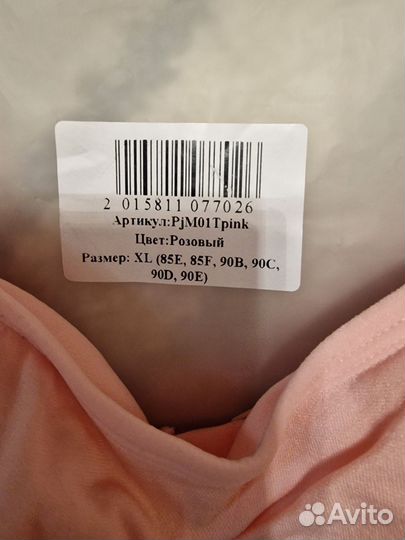 2 015811 077026
Артикул:PjM01Tpink
Цвет:Розовый
Размер: XL (85E, 85F, 90B, 90C,
90D, 90E)
Avito